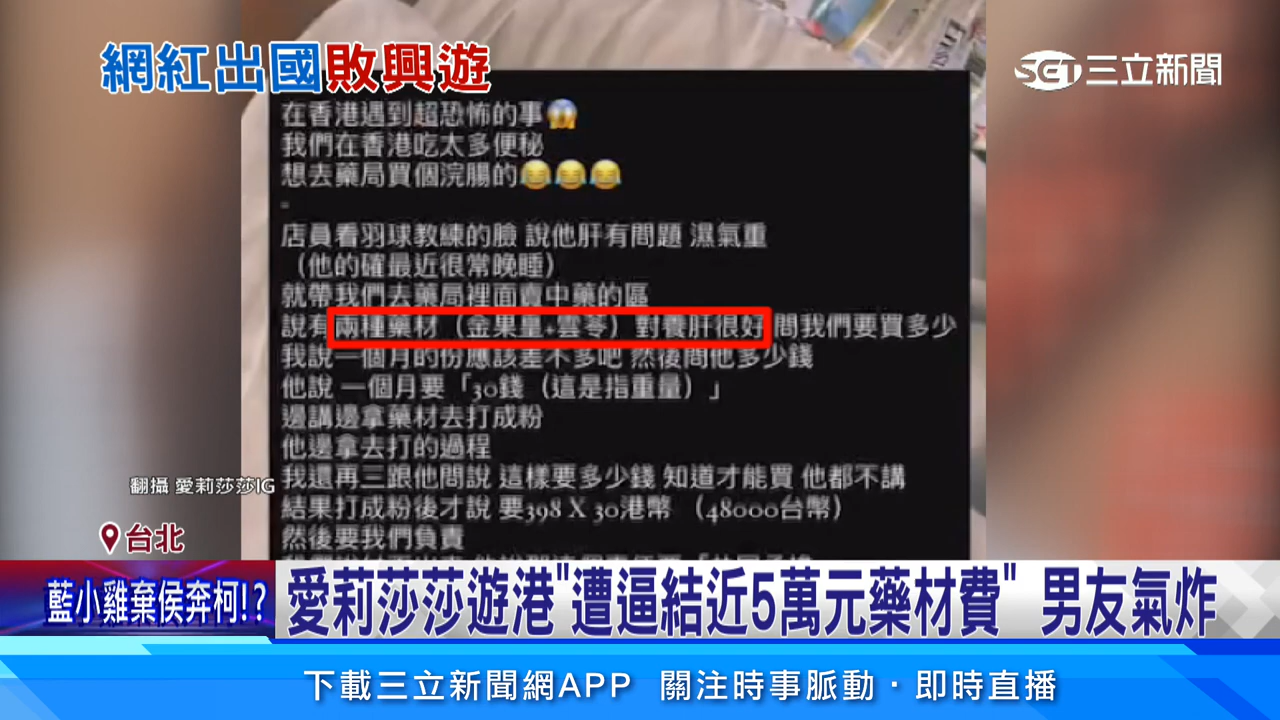 網紅出國敗興遊
SET三立新聞
在香港遇到超恐怖的事😱
我們在香港吃太多便秘
想去藥局買個浣腸的😂😂😂
-
店員看羽球教練的臉 說他肝有問題 濕氣重
（他的確最近很常晚睡）
就帶我們去藥局裡面賣中藥的區
說有兩種藥材（金果量+雲苓）對養肝很好 問我們要買多少
我說一個月的份應該差不多吧 然後問他多少錢
他說 一個月要「30錢（這是指重量）」
邊講邊拿藥材去打成粉
他邊拿去打的過程
我還再三跟他問說 這樣要多少錢 知道才能買 他都不講
結果打成粉後才說 要398 X 30港幣 （48000台幣）
然後要我們負責
翻攝 愛莉莎莎IG
台北
藍小雞棄侯奔柯!?
愛莉莎莎遊港"遭逼結近5萬元藥材費" 男友氣炸
下載三立新聞網APP 關注時事脈動‧即時直播